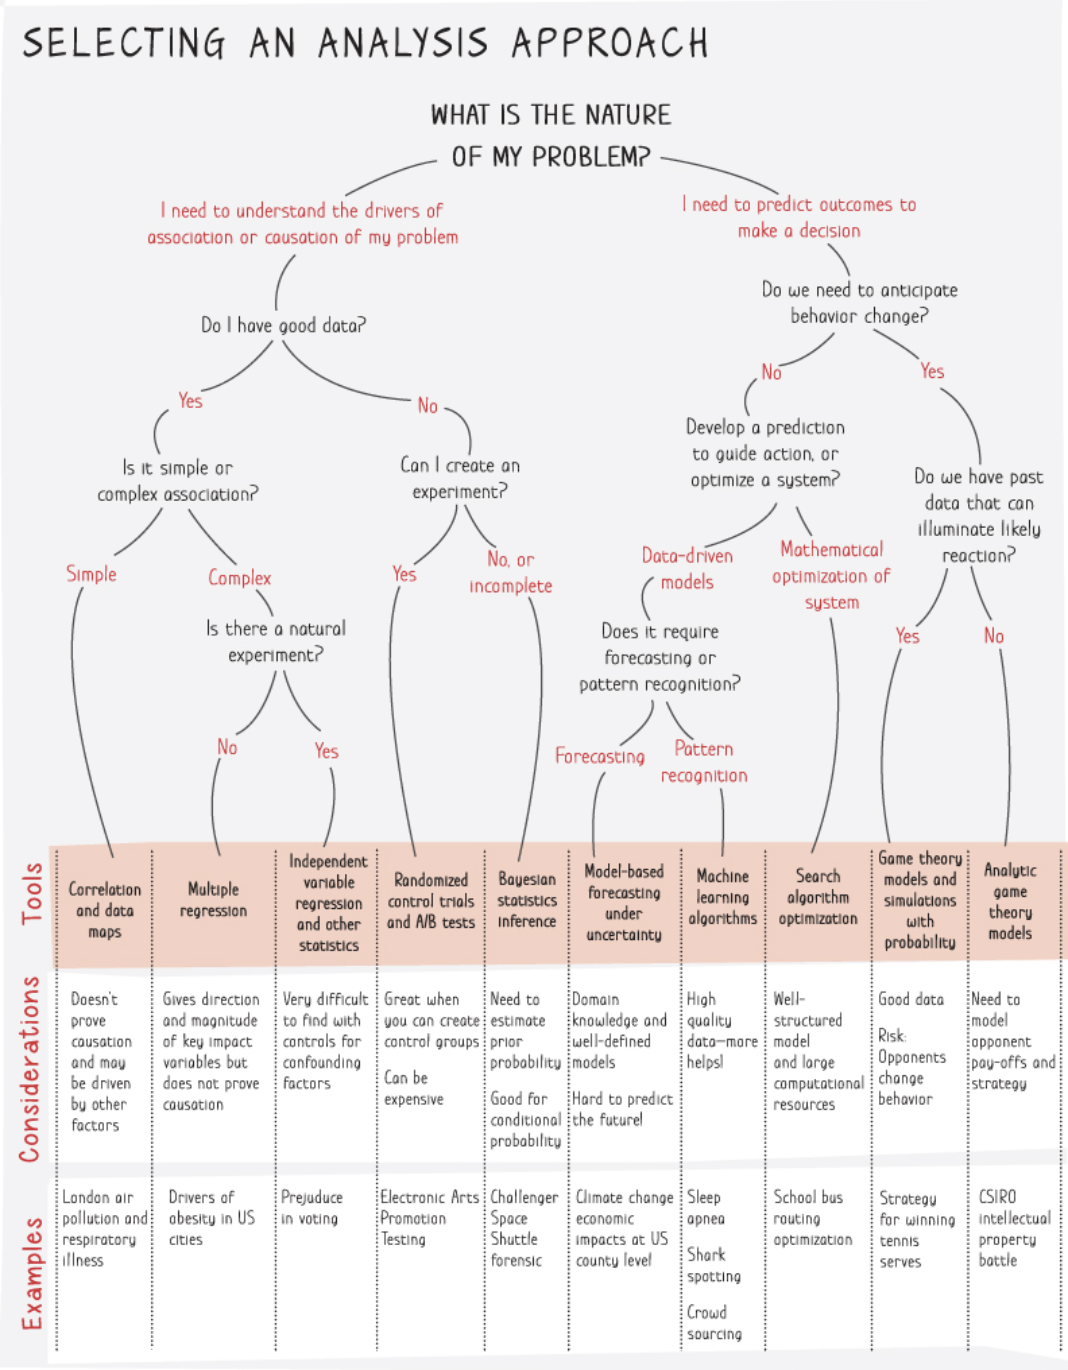 SELECTING AN ANALYSIS APPROACH
WHAT IS THE NATURE
OF MY PROBLEM?
I need to understand the drivers of
association or causation of my problem
I need to predict outcomes to
make a decision
Do I have good data?
Do we need to anticipate
behavior change?
Yes
No
No
Yes
Is it simple or
complex association?
Can I create an
experiment?
Develop a prediction
to guide action, or
optimize a system?
Do we have past
data that can
illuminate likely
reaction?
Simple
Complex
Yes
No, or
incomplete
Data-driven
models
Mathematical
optimization of
system
Yes
No
Is there a natural
experiment?
Does it require
forecasting or
pattern recognition?
No
Yes
Forecasting
Pattern
recognition
Tools
Correlation
and data
maps
Multiple
regression
Independent
variable
regression
and other
statistics
Randomized
control trials
and A/B tests
Bayesian
statistics
inference
Model-based
forecasting
under
uncertainty
Machine
learning
algorithms
Search
algorithm
optimization
Game theory
models and
simulations
with
probability
Analytic
game
theory
models
Considerations
Doesn't
prove
causation
and may
be driven
by other
factors
Gives direction
and magnitude
of key impact
variables but
does not prove
causation
Very difficult
to find with
controls for
confounding
factors
Great when
you can create
control groups
Can be
expensive
Need to
estimate
prior
probability
Good for
conditional
probability
Domain
knowledge and
well-defined
models
Hard to predict
the future!
High
quality
data—more
helps!
Well-
structured
model
and large
computational
resources
Good data
Risk:
Opponents
change
behavior
Need to
model
opponent
pay-offs and
strategy
Examples
London air
pollution and
respiratory
illness
Drivers of
obesity in US
cities
Prejuduce
in voting
Electronic Arts
Promotion
Testing
Challenger
Space
Shuttle
forensic
Climate change
economic
impacts at US
county level
Sleep
apnea
Shark
spotting
Crowd
sourcing
School bus
routing
optimization
Strategy
for winning
tennis
serves
CSIRO
intellectual
property
battle